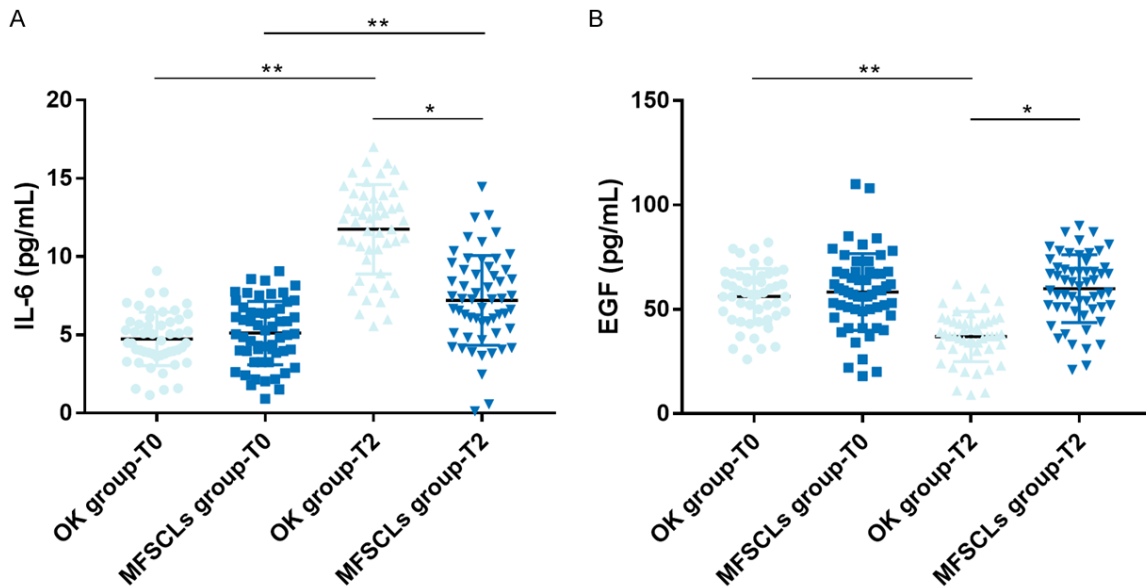 A
**
**
*
20
15
10
5
0
IL-6 (pg/mL)
OK group-T0
MFSCLs group-T0
OK group-T2
MFSCLs group-T2
B
**
*
150
100
50
0
EGF (pg/mL)
OK group-T0
MFSCLs group-T0
OK group-T2
MFSCLs group-T2